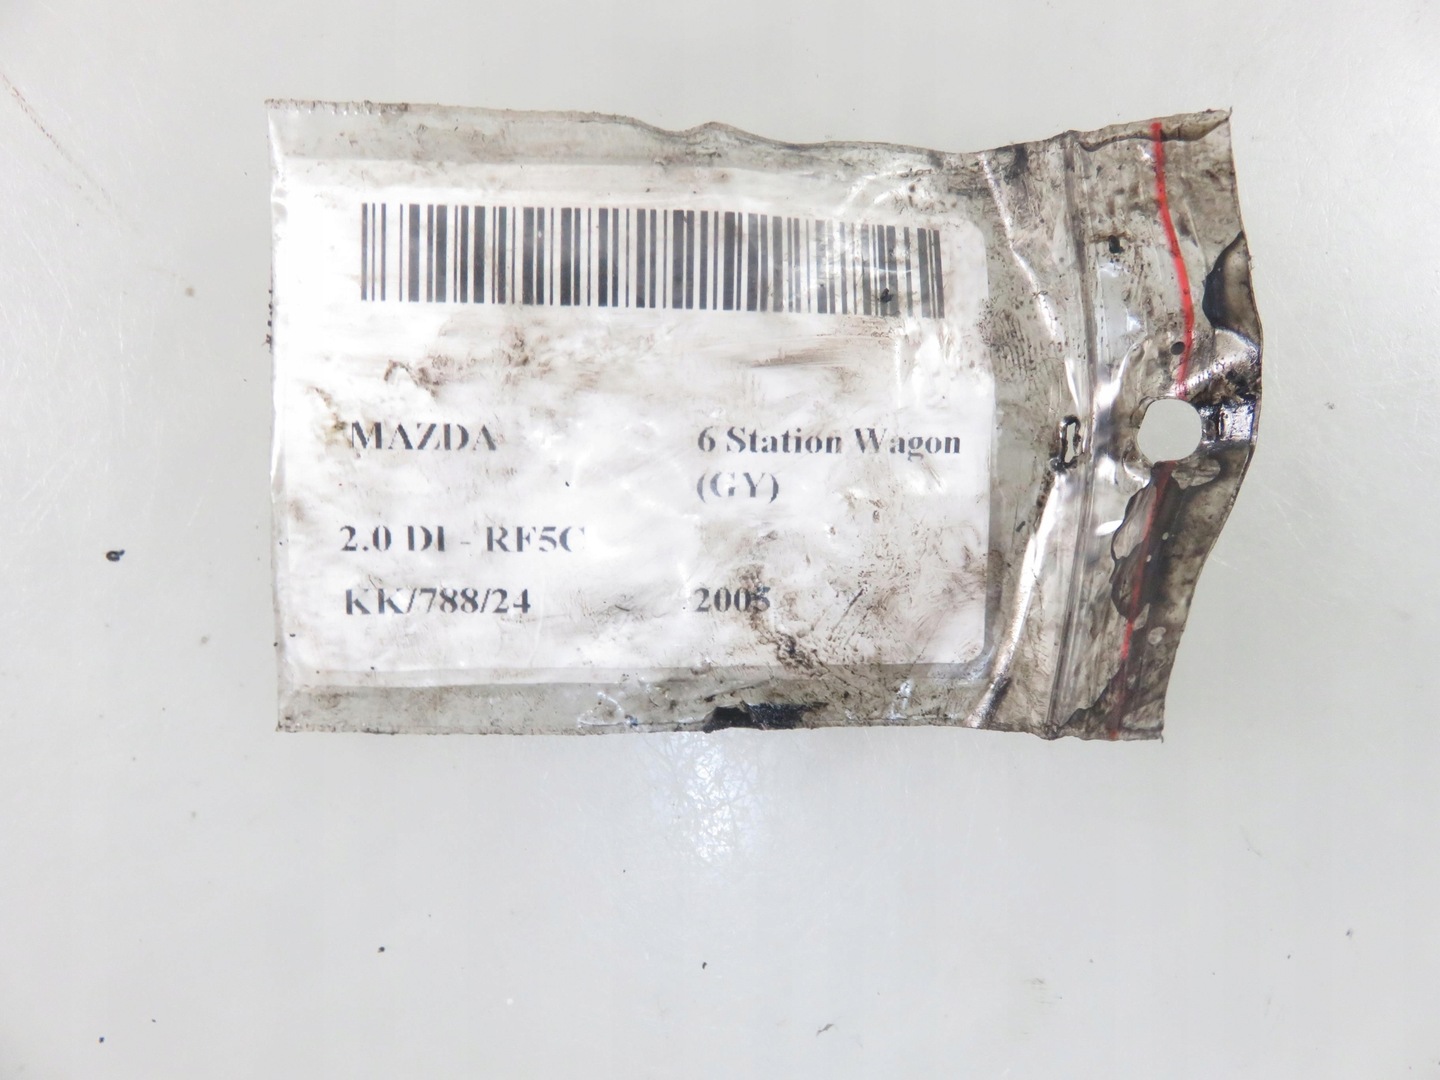 MAZDA 6 Station Wagon
(GY)
2.0 DI - RF5C
KK/788/24 2005